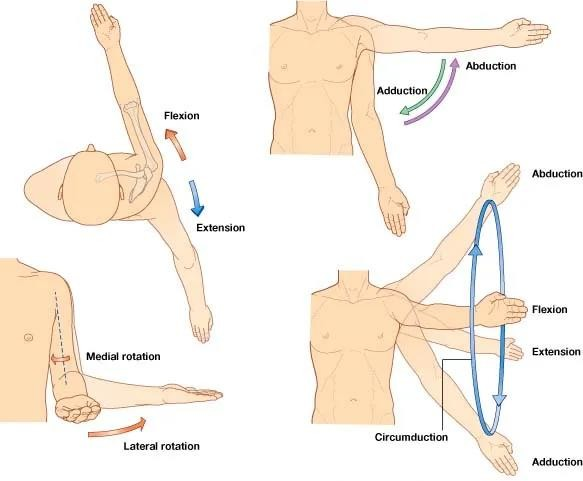 Flexion
Extension
Medial rotation
Lateral rotation
Abduction
Adduction
Abduction
Flexion
Extension
Circumduction
Adduction